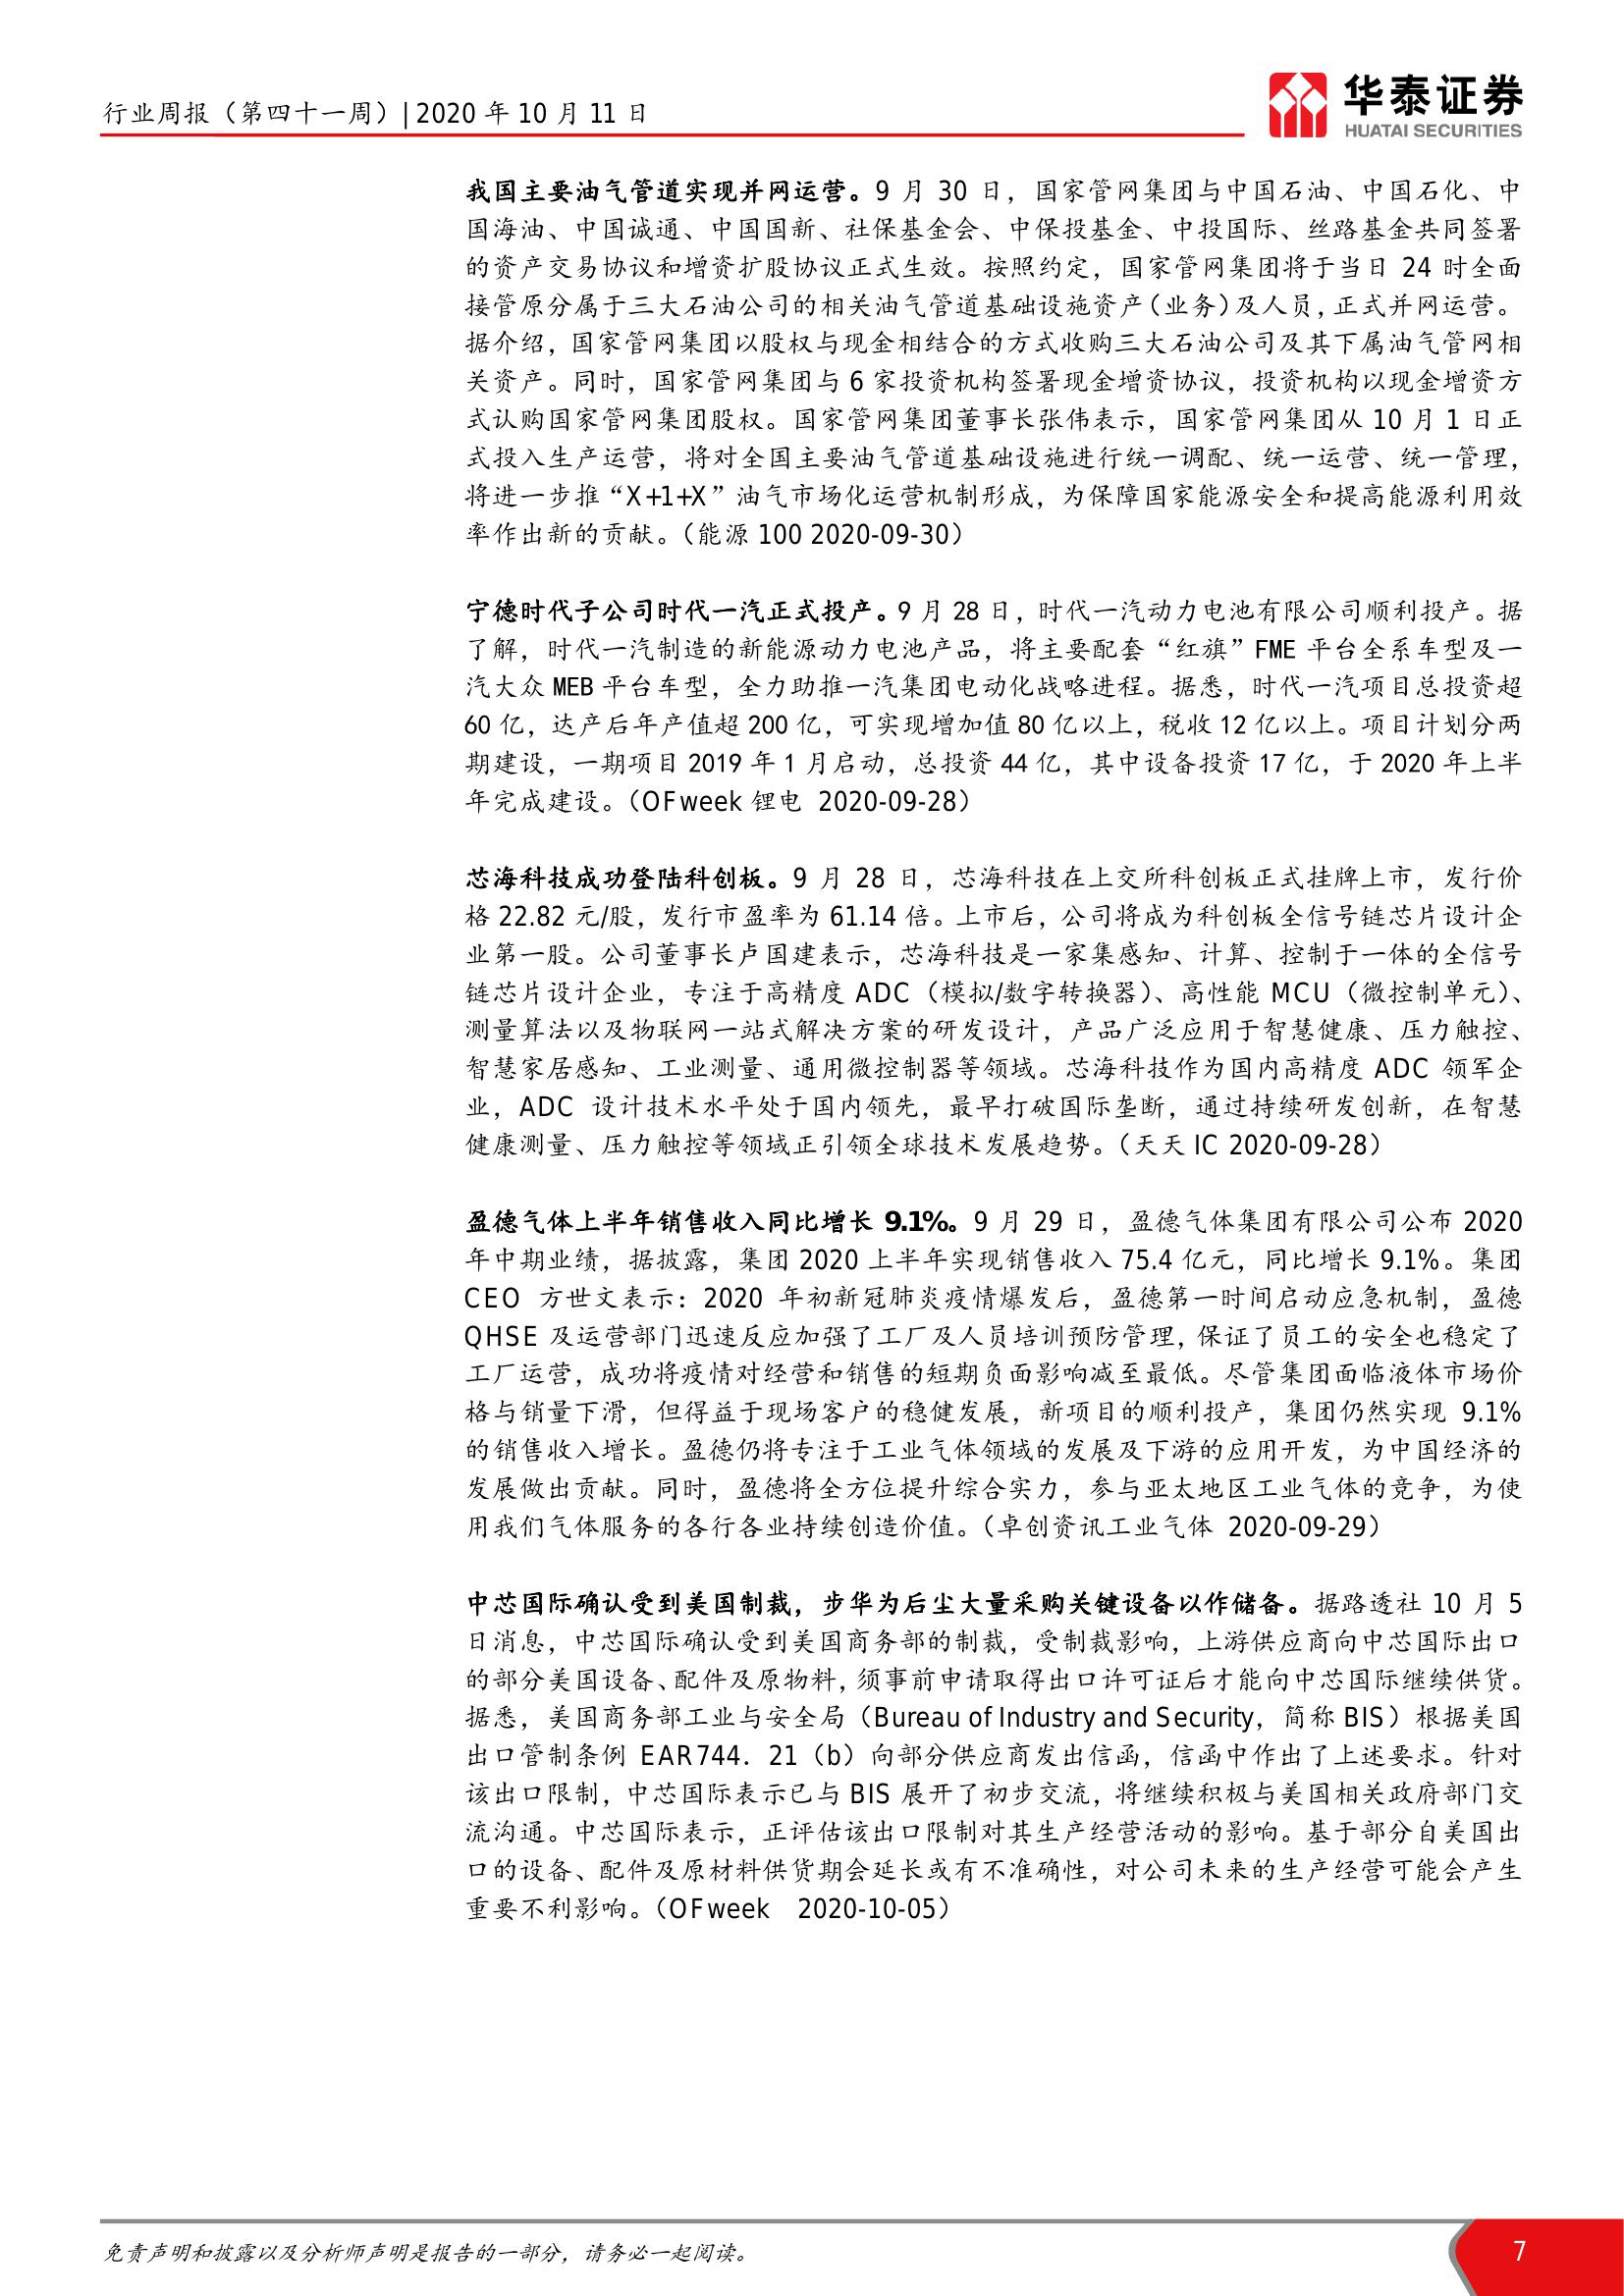 行业周报（第四十一周）| 2020 年 10 月 11 日
华泰证券
HUATAI SECURITIES
我国主要油气管道实现并网运营。9 月 30 日，国家管网集团与中国石油、中国石化、中
国海油、中国诚通、中国国新、社保基金会、中保投基金、中投国际、丝路基金共同签署
的资产交易协议和增资扩股协议正式生效。按照约定，国家管网集团将于当日 24 时全面
接管原分属于三大石油公司的相关油气管道基础设施资产（业务）及人员，正式并网运营。
据介绍，国家管网集团以股权与现金相结合的方式收购三大石油公司及其下属油气管网相
关资产。同时，国家管网集团与 6 家投资机构签署现金增资协议，投资机构以现金增资方
式认购国家管网集团股权。国家管网集团董事长张伟表示，国家管网集团从 10 月 1 日正
式投入生产运营，将对全国主要油气管道基础设施进行统一调配、统一运营、统一管理，
将进一步推“X+1+X”油气市场化运营机制形成，为保障国家能源安全和提高能源利用效
率作出新的贡献。（能源 100 2020-09-30）
宁德时代子公司时代一汽正式投产。9 月 28 日，时代一汽动力电池有限公司顺利投产。据
了解，时代一汽制造的新能源动力电池产品，将主要配套“红旗”FME 平台全系车型及一
汽大众 MEB 平台车型，全力助推一汽集团电动化战略进程。据悉，时代一汽项目总投资超
60 亿，达产后年产值超 200 亿，可实现增加值 80 亿以上，税收 12 亿以上。项目计划分两
期建设，一期项目 2019 年 1 月启动，总投资 44 亿，其中设备投资 17 亿，于 2020 年上半
年完成建设。（OFweek 锂电 2020-09-28）
芯海科技成功登陆科创板。9 月 28 日，芯海科技在上交所科创板正式挂牌上市，发行价
格 22.82 元/股，发行市盈率为 61.14 倍。上市后，公司将成为科创板全信号链芯片设计企
业第一股。公司董事长卢国建表示，芯海科技是一家集感知、计算、控制于一体的全信号
链芯片设计企业，专注于高精度 ADC（模拟/数字转换器）、高性能 MCU（微控制单元）、
测量算法以及物联网一站式解决方案的研发设计，产品广泛应用于智慧健康、压力触控、
智慧家居感知、工业测量、通用微控制器等领域。芯海科技作为国内高精度 ADC 领军企
业，ADC 设计技术水平处于国内领先，最早打破国际垄断，通过持续研发创新，在智慧
健康测量、压力触控等领域正引领全球技术发展趋势。（天天 IC 2020-09-28）
盈德气体上半年销售收入同比增长 9.1%。9 月 29 日，盈德气体集团有限公司公布 2020
年中期业绩，据披露，集团 2020 上半年实现销售收入 75.4 亿元，同比增长 9.1%。集团
CEO 方世文表示：2020 年初新冠肺炎疫情爆发后，盈德第一时间启动应急机制，盈德
QHSE 及运营部门迅速反应加强了工厂及人员培训预防管理，保证了员工的安全也稳定了
工厂运营，成功将疫情对经营和销售的短期负面影响减至最低。尽管集团面临液体市场价
格与销量下滑，但得益于现场客户的稳健发展，新项目的顺利投产，集团仍然实现 9.1%
的销售收入增长。盈德仍将专注于工业气体领域的发展及下游的应用开发，为中国经济的
发展做出贡献。同时，盈德将全方位提升综合实力，参与亚太地区工业气体的竞争，为使
用我们气体服务的各行各业持续创造价值。（卓创资讯工业气体 2020-09-29）
中芯国际确认受到美国制裁，步华为后尘大量采购关键设备以作储备。据路透社 10 月 5
日消息，中芯国际确认受到美国商务部的制裁，受制裁影响，上游供应商向中芯国际出口
的部分美国设备、配件及原物料，须事前申请取得出口许可证后才能向中芯国际继续供货。
据悉，美国商务部工业与安全局（Bureau of Industry and Security，简称 BIS）根据美国
出口管制条例 EAR744．21（b）向部分供应商发出信函，信函中作出了上述要求。针对
该出口限制，中芯国际表示已与 BIS 展开了初步交流，将继续积极与美国相关政府部门交
流沟通。中芯国际表示，正评估该出口限制对其生产经营活动的影响。基于部分自美国出
口的设备、配件及原材料供货期会延长或有不准确性，对公司未来的生产经营可能会产生
重要不利影响。（OFweek 2020-10-05）
免责声明和披露以及分析师声明是报告的一部分，请务必一起阅读。
7